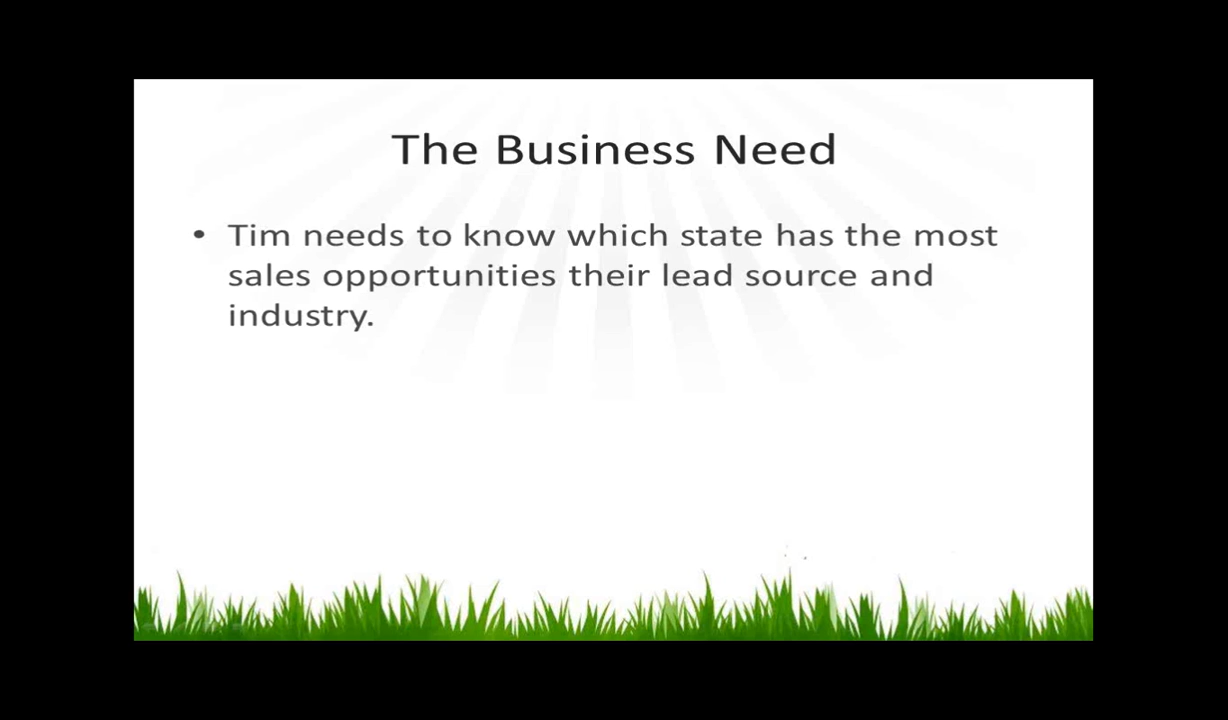 The Business Need
• Tim needs to know which state has the most
sales opportunities their lead source and
industry.